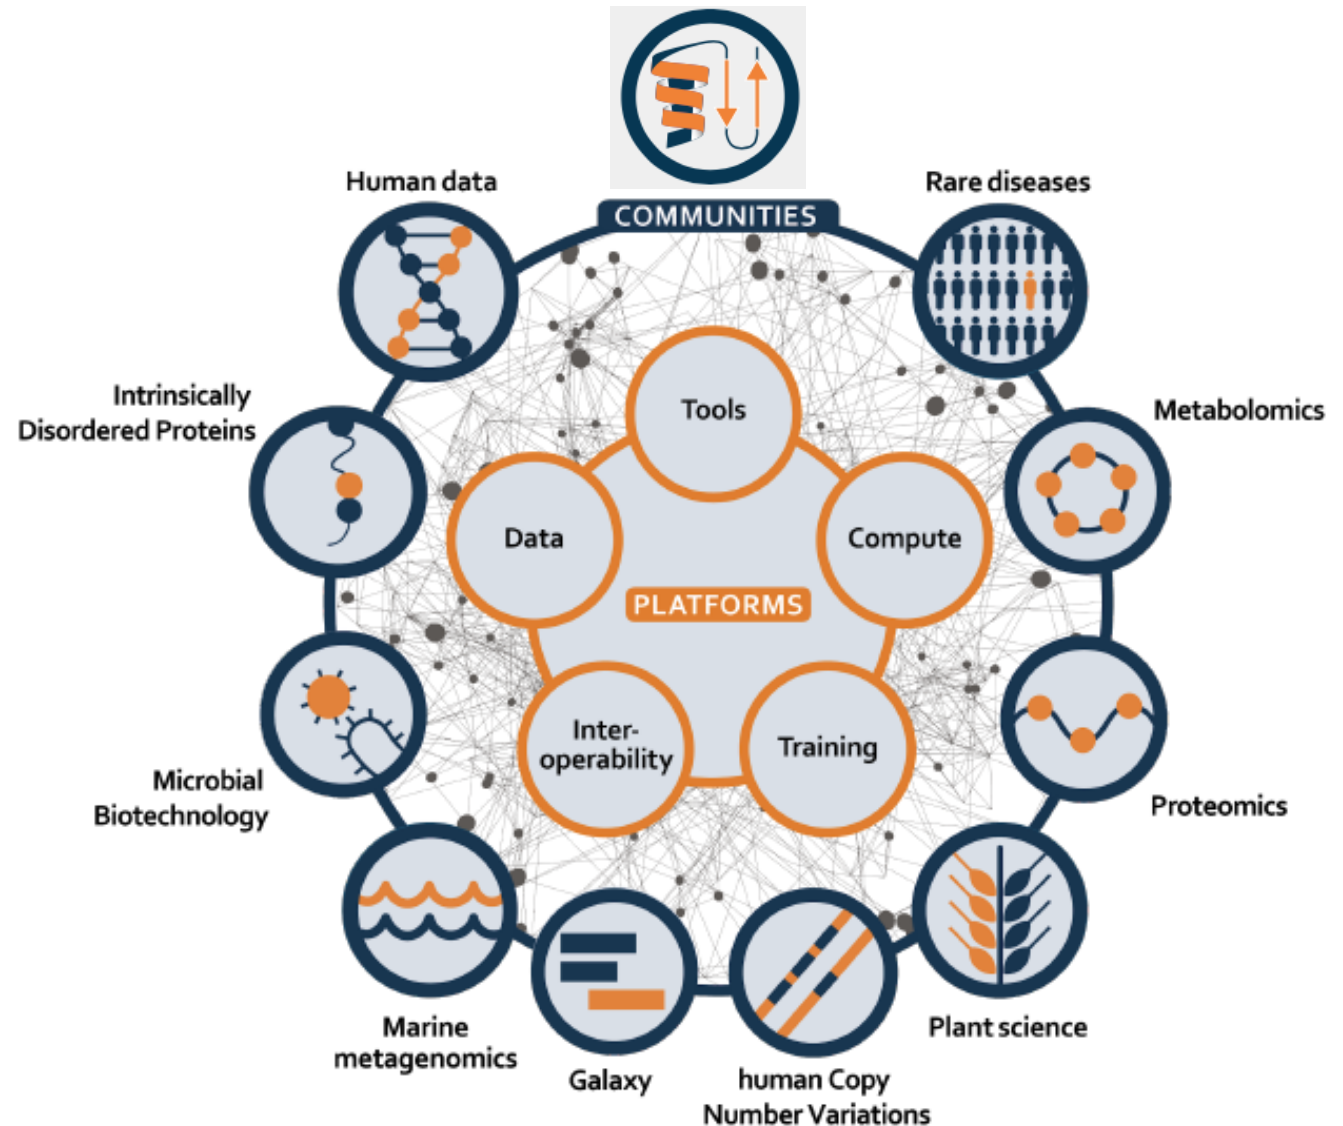 COMMUNITIES
Human data
Rare diseases
Intrinsically
Disordered Proteins
Metabolomics
Tools
Data
Compute
PLATFORMS
Inter-
operability
Training
Microbial
Biotechnology
Proteomics
Marine
metagenomics
Galaxy
human Copy
Number Variations
Plant science